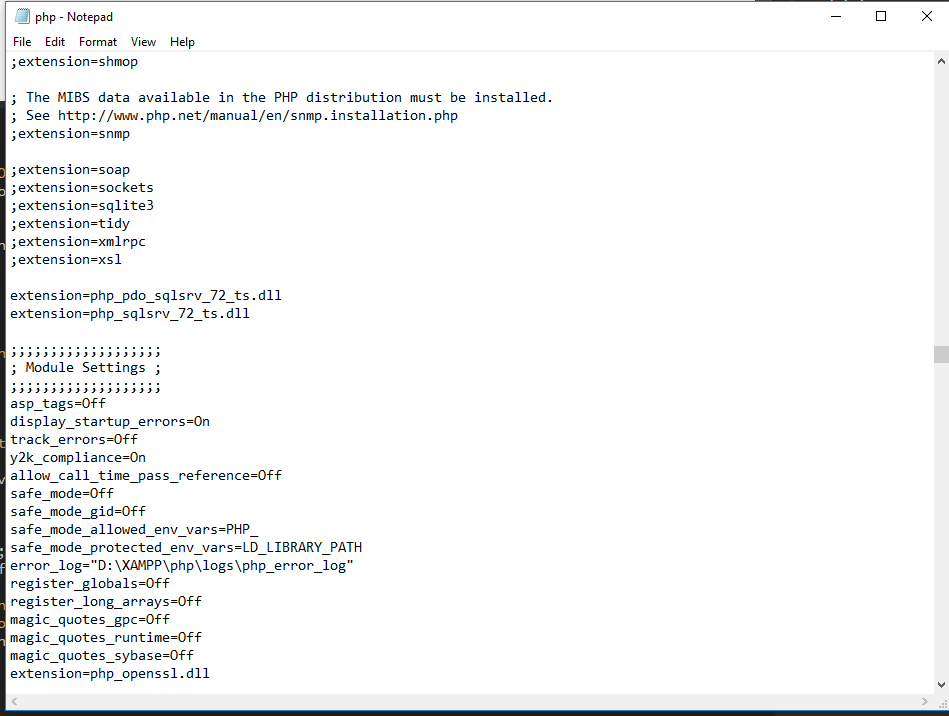 php - Notepad
File Edit Format View Help
;extension=shmop
; The MIBS data available in the PHP distribution must be installed.
; See http://www.php.net/manual/en/snmp.installation.php
;extension=snmp
;extension=soap
;extension=sockets
;extension=sqlite3
;extension=tidy
;extension=xmlrpc
;extension=xsl
extension=php_pdo_sqlsrv_72_ts.dll
extension=php_sqlsrv_72_ts.dll
;;;;;;;;;;;;;;;;;;;
; Module Settings ;
;;;;;;;;;;;;;;;;;;;
asp_tags=Off
display_startup_errors=On
track_errors=Off
y2k_compliance=On
allow_call_time_pass_reference=Off
safe_mode=Off
safe_mode_gid=Off
safe_mode_allowed_env_vars=PHP_
safe_mode_protected_env_vars=LD_LIBRARY_PATH
error_log="D:\XAMPP\php\logs\php_error_log"
register_globals=Off
register_long_arrays=Off
magic_quotes_gpc=Off
magic_quotes_runtime=Off
magic_quotes_sybase=Off
extension=php_openssl.dll